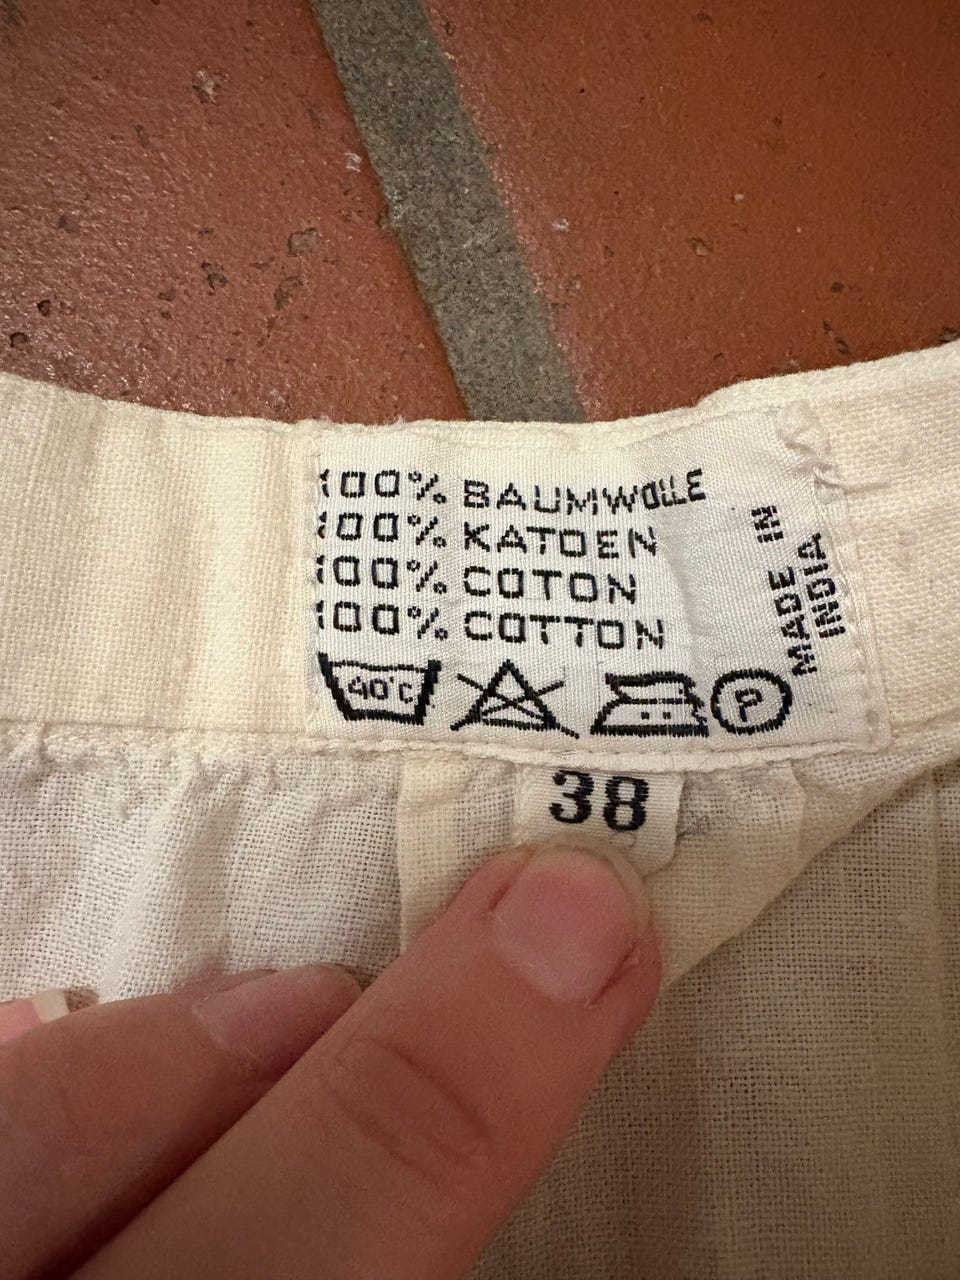 100% BAUMWOLLE
100% KATOEN
100% COTON
100% COTTON
MADE IN
INDIA
40°C
P
38